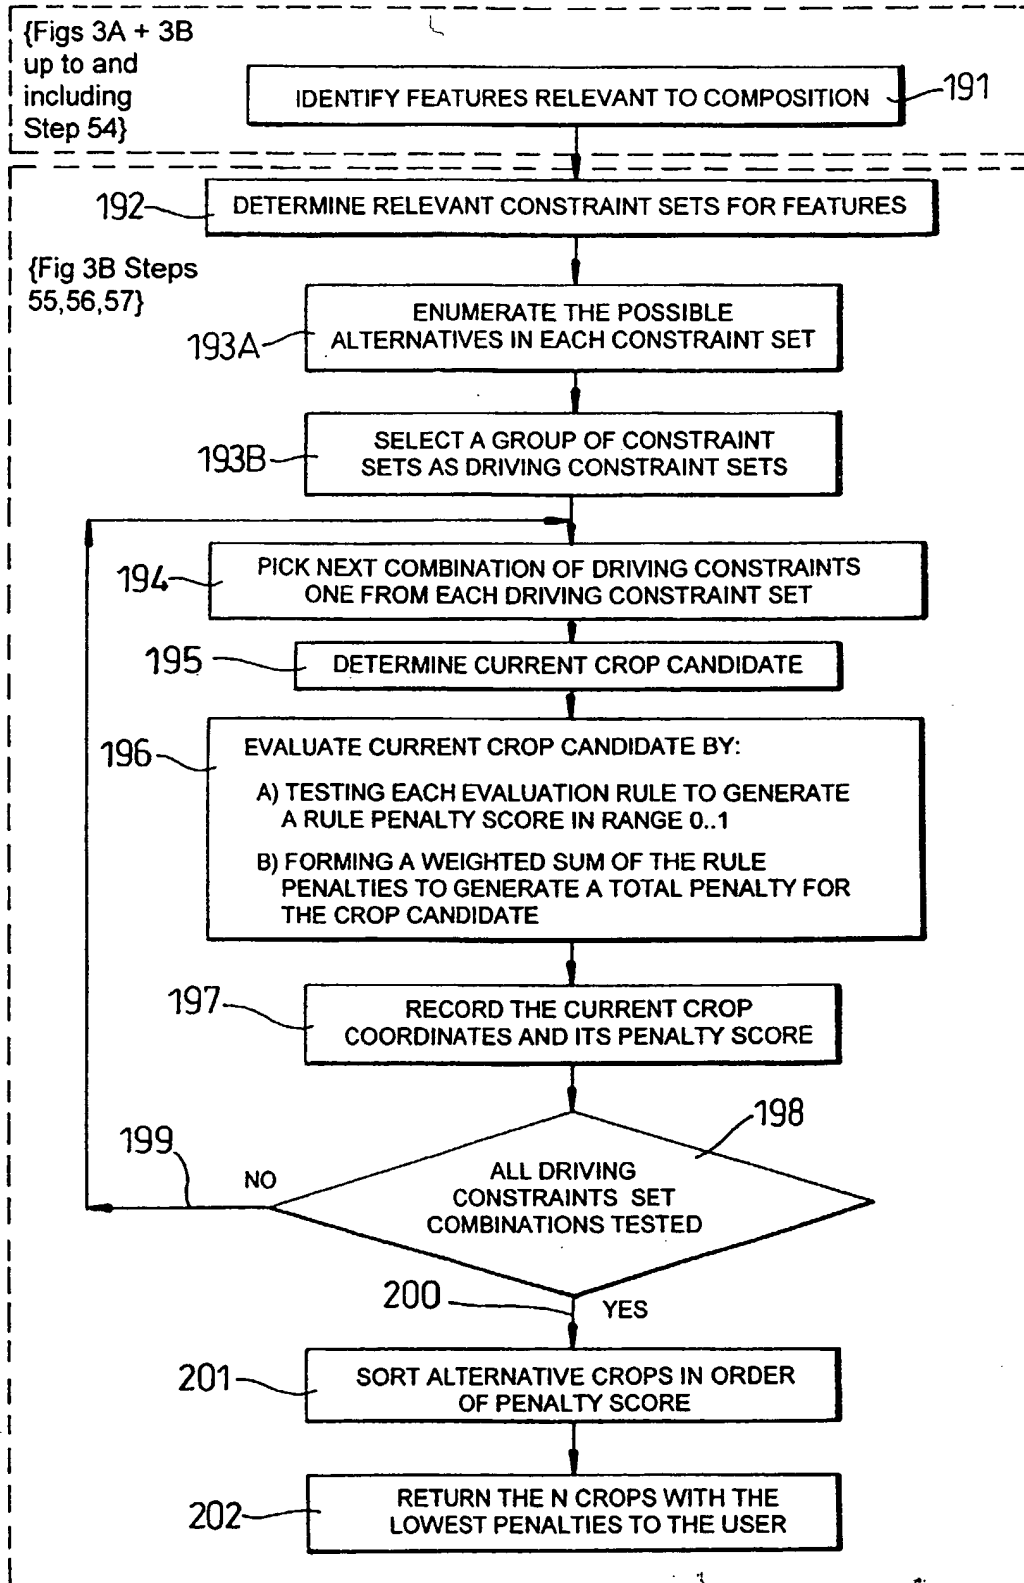 {Figs 3A + 3B
up to and
including
Step 54}
IDENTIFY FEATURES RELEVANT TO COMPOSITION
191
192
DETERMINE RELEVANT CONSTRAINT SETS FOR FEATURES
{Fig 3B Steps
55,56,57}
193A
ENUMERATE THE POSSIBLE
ALTERNATIVES IN EACH CONSTRAINT SET
193B
SELECT A GROUP OF CONSTRAINT
SETS AS DRIVING CONSTRAINT SETS
194
PICK NEXT COMBINATION OF DRIVING CONSTRAINTS
ONE FROM EACH DRIVING CONSTRAINT SET
195
DETERMINE CURRENT CROP CANDIDATE
196
EVALUATE CURRENT CROP CANDIDATE BY:
A) TESTING EACH EVALUATION RULE TO GENERATE
A RULE PENALTY SCORE IN RANGE 0..1
B) FORMING A WEIGHTED SUM OF THE RULE
PENALTIES TO GENERATE A TOTAL PENALTY FOR
THE CROP CANDIDATE
197
RECORD THE CURRENT CROP
COORDINATES AND ITS PENALTY SCORE
198
199
NO
ALL DRIVING
CONSTRAINTS SET
COMBINATIONS TESTED
200
YES
201
SORT ALTERNATIVE CROPS IN ORDER
OF PENALTY SCORE
202
RETURN THE N CROPS WITH THE
LOWEST PENALTIES TO THE USER